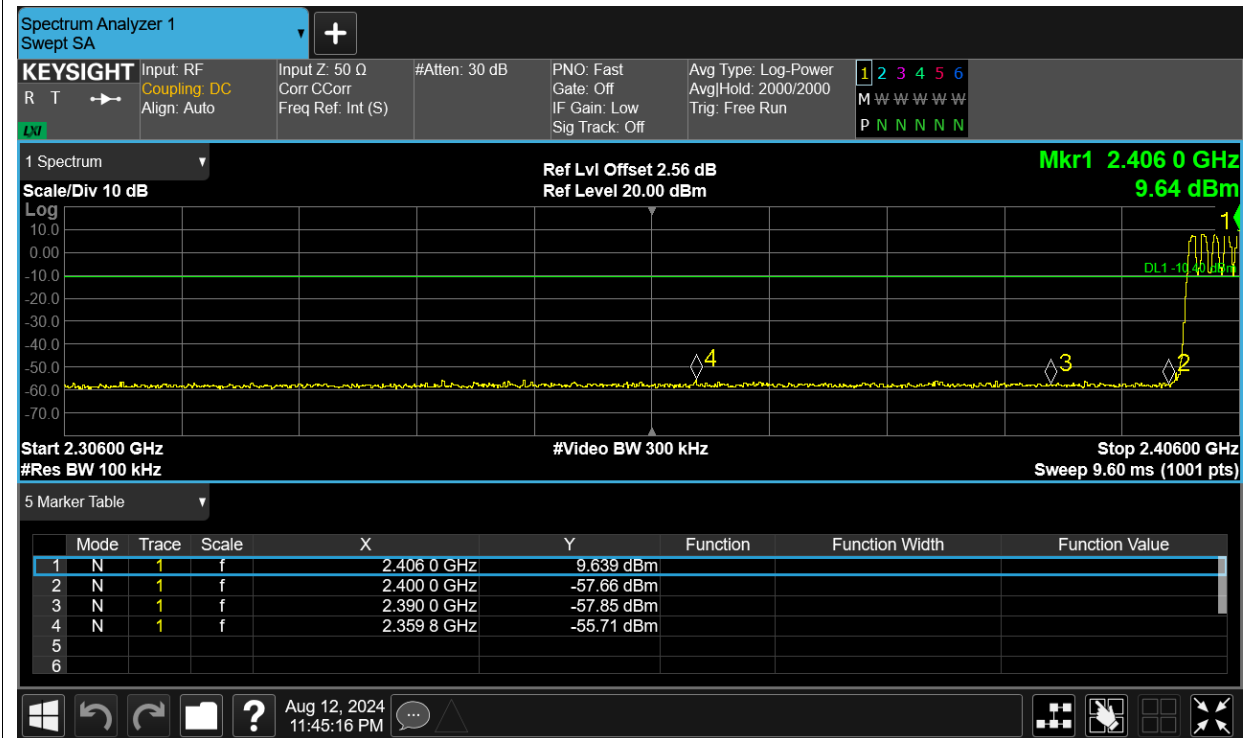 Spectrum Analyzer 1
Swept SA
+
KEYSIGHT Input: RF Input Z: 50 Ω #Atten: 30 dB PNO: Fast Avg Type: Log-Power 1 2 3 4 5 6
R T Coupling: DC Corr CCorr Gate: Off Avg|Hold: 2000/2000 M W W W W W
Align: Auto Freq Ref: Int (S) IF Gain: Low Trig: Free Run
LXI Sig Track: Off P N N N N N
1 Spectrum
Ref Lvl Offset 2.56 dB Mkr1 2.406 0 GHz
Scale/Div 10 dB Ref Level 20.00 dBm 9.64 dBm
Log
1
10.0
0.00
DL1 -10.40 dBm
-10.0
-20.0
-30.0
-40.0
4 3 2
-50.0
-60.0
-70.0
Start 2.30600 GHz #Video BW 300 kHz Stop 2.40600 GHz
#Res BW 100 kHz Sweep 9.60 ms (1001 pts)
5 Marker Table
Mode Trace Scale X Y Function Function Width Function Value
1 N 1 f 2.406 0 GHz 9.639 dBm
2 N 1 f 2.400 0 GHz -57.66 dBm
3 N 1 f 2.390 0 GHz -57.85 dBm
4 N 1 f 2.359 8 GHz -55.71 dBm
5
6
? Aug 12, 2024
11:45:16 PM